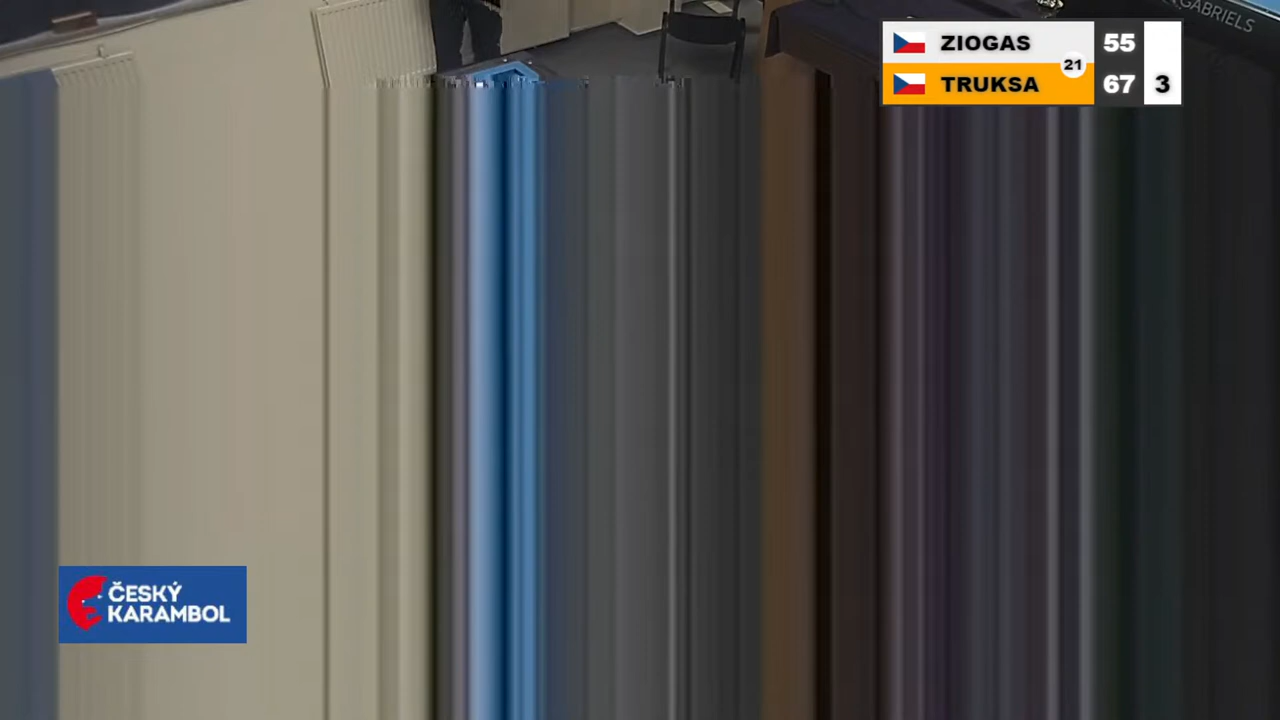 GABRIELS
ZIOGAS 55
21
TRUKSA 67 3
ČESKÝ
KARAMBOL